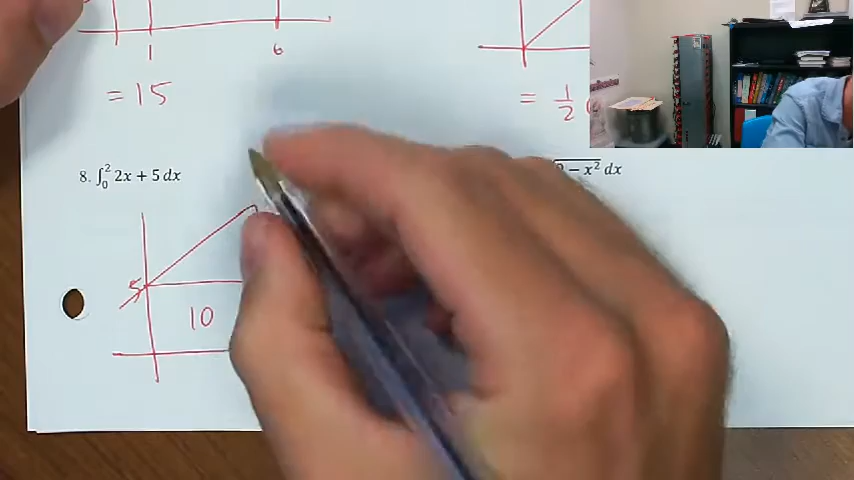 1 6
= 15
= 1/2
8. ∫₀² 2x + 5 dx
− x² dx
5
10